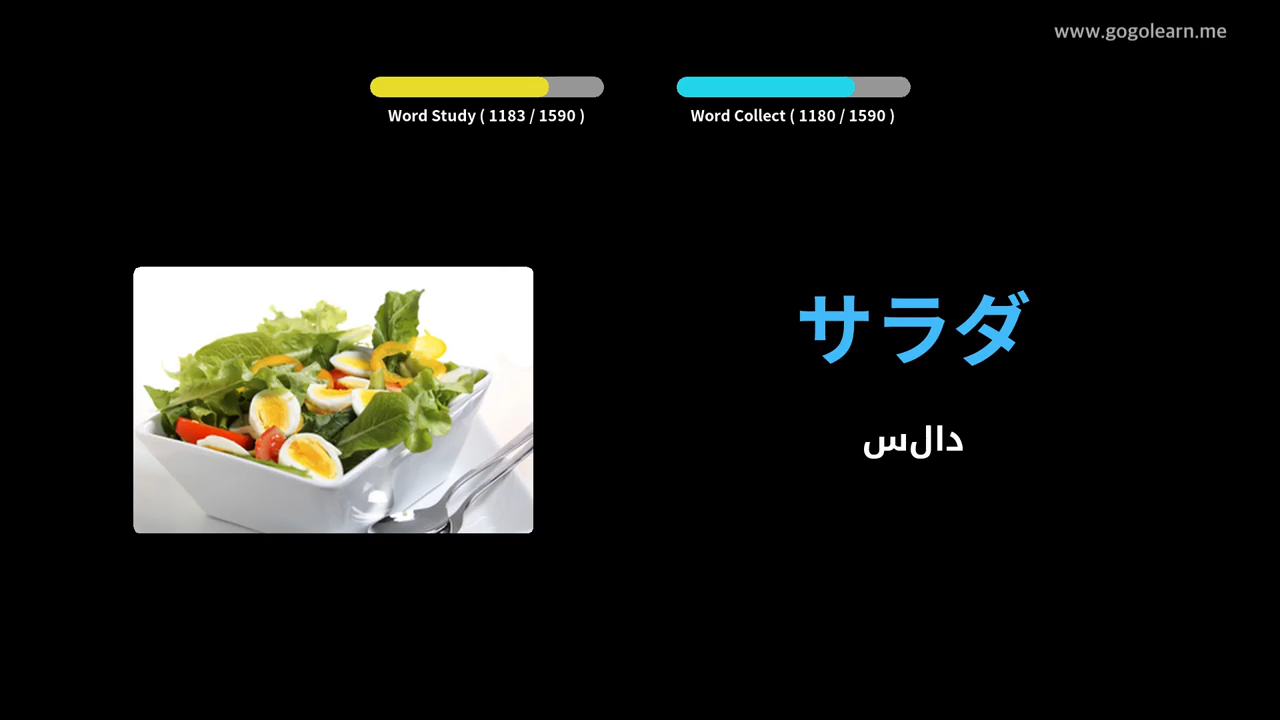 www.gogolearn.me
Word Study ( 1183 / 1590 )
Word Collect ( 1180 / 1590 )
サラダ
دالس